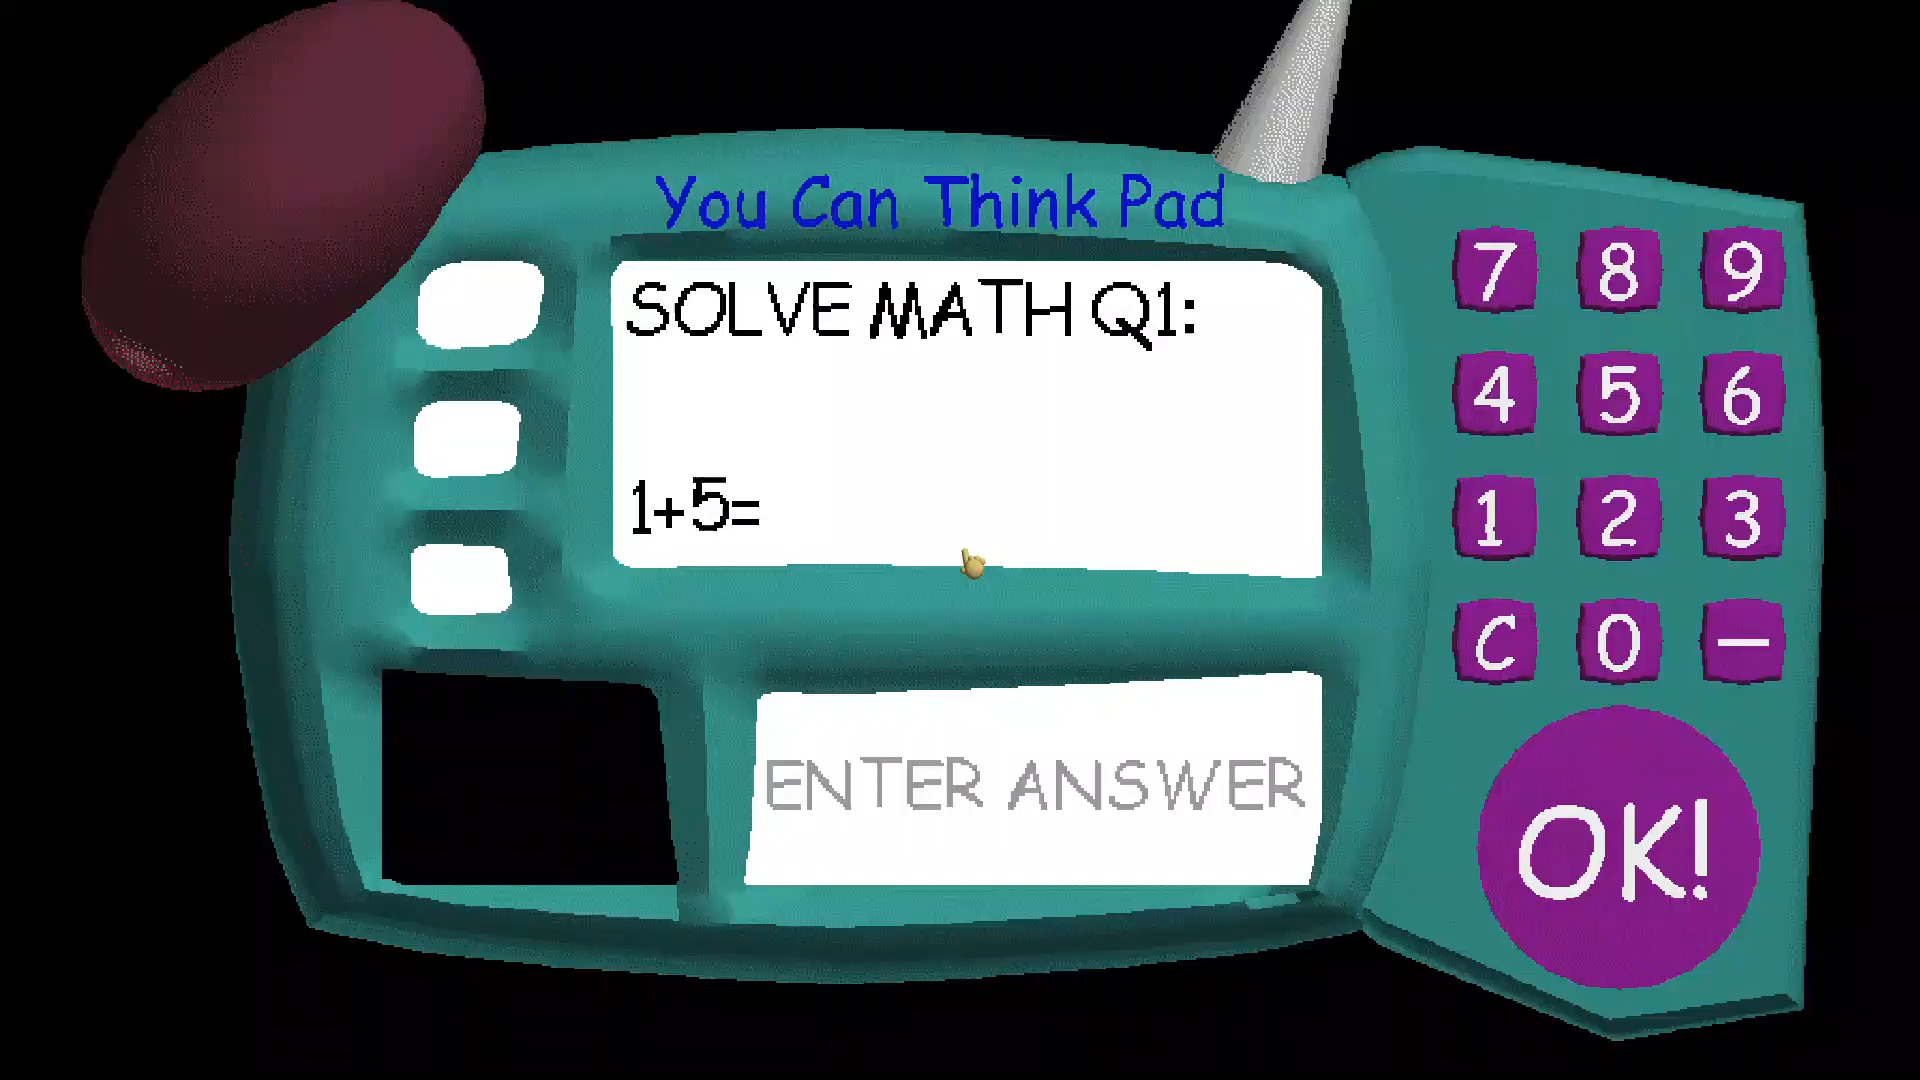 You Can Think Pad
SOLVE MATH Q1:
1+5=
ENTER ANSWER
7 8 9
4 5 6
1 2 3
C 0 –
OK!